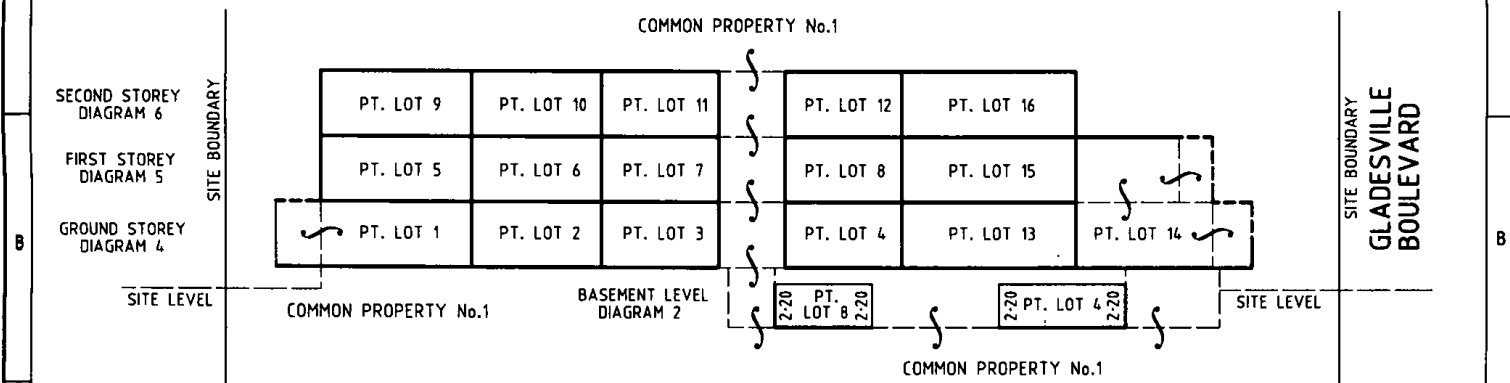 COMMON PROPERTY No.1
SECOND STOREY
DIAGRAM 6
PT. LOT 9
PT. LOT 10
PT. LOT 11
PT. LOT 12
PT. LOT 16
FIRST STOREY
DIAGRAM 5
PT. LOT 5
PT. LOT 6
PT. LOT 7
PT. LOT 8
PT. LOT 15
GROUND STOREY
DIAGRAM 4
PT. LOT 1
PT. LOT 2
PT. LOT 3
PT. LOT 4
PT. LOT 13
PT. LOT 14
SITE BOUNDARY
SITE BOUNDARY
GLADESVILLE
BOULEVARD
B
B
SITE LEVEL
COMMON PROPERTY No.1
BASEMENT LEVEL
DIAGRAM 2
2·20
PT.
LOT 8
2·20
2·20
PT. LOT 4
2·20
SITE LEVEL
COMMON PROPERTY No.1